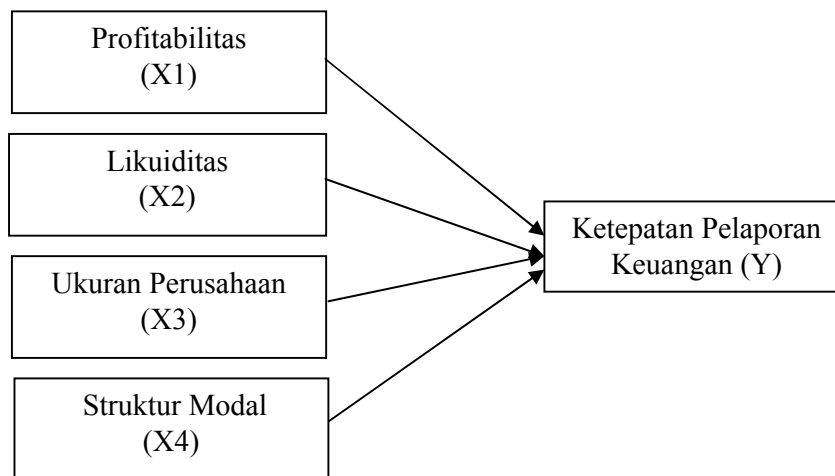 Profitabilitas
(X1)
Likuiditas
(X2)
Ukuran Perusahaan
(X3)
Struktur Modal
(X4)
Ketepatan Pelaporan
Keuangan (Y)